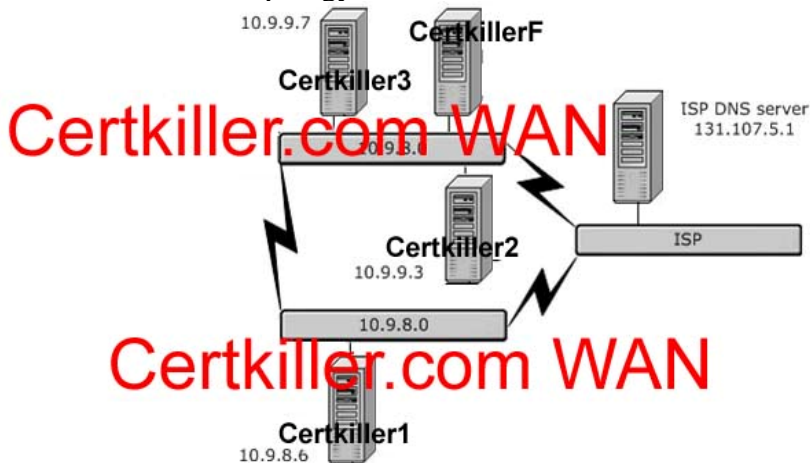 10.9.9.7
CertkillerF
Certkiller3
ISP DNS server
131.107.5.1
Certkiller.com WAN
ISP
Certkiller2
10.9.9.3
10.9.8.0
Certkiller.com WAN
Certkiller1
10.9.8.6